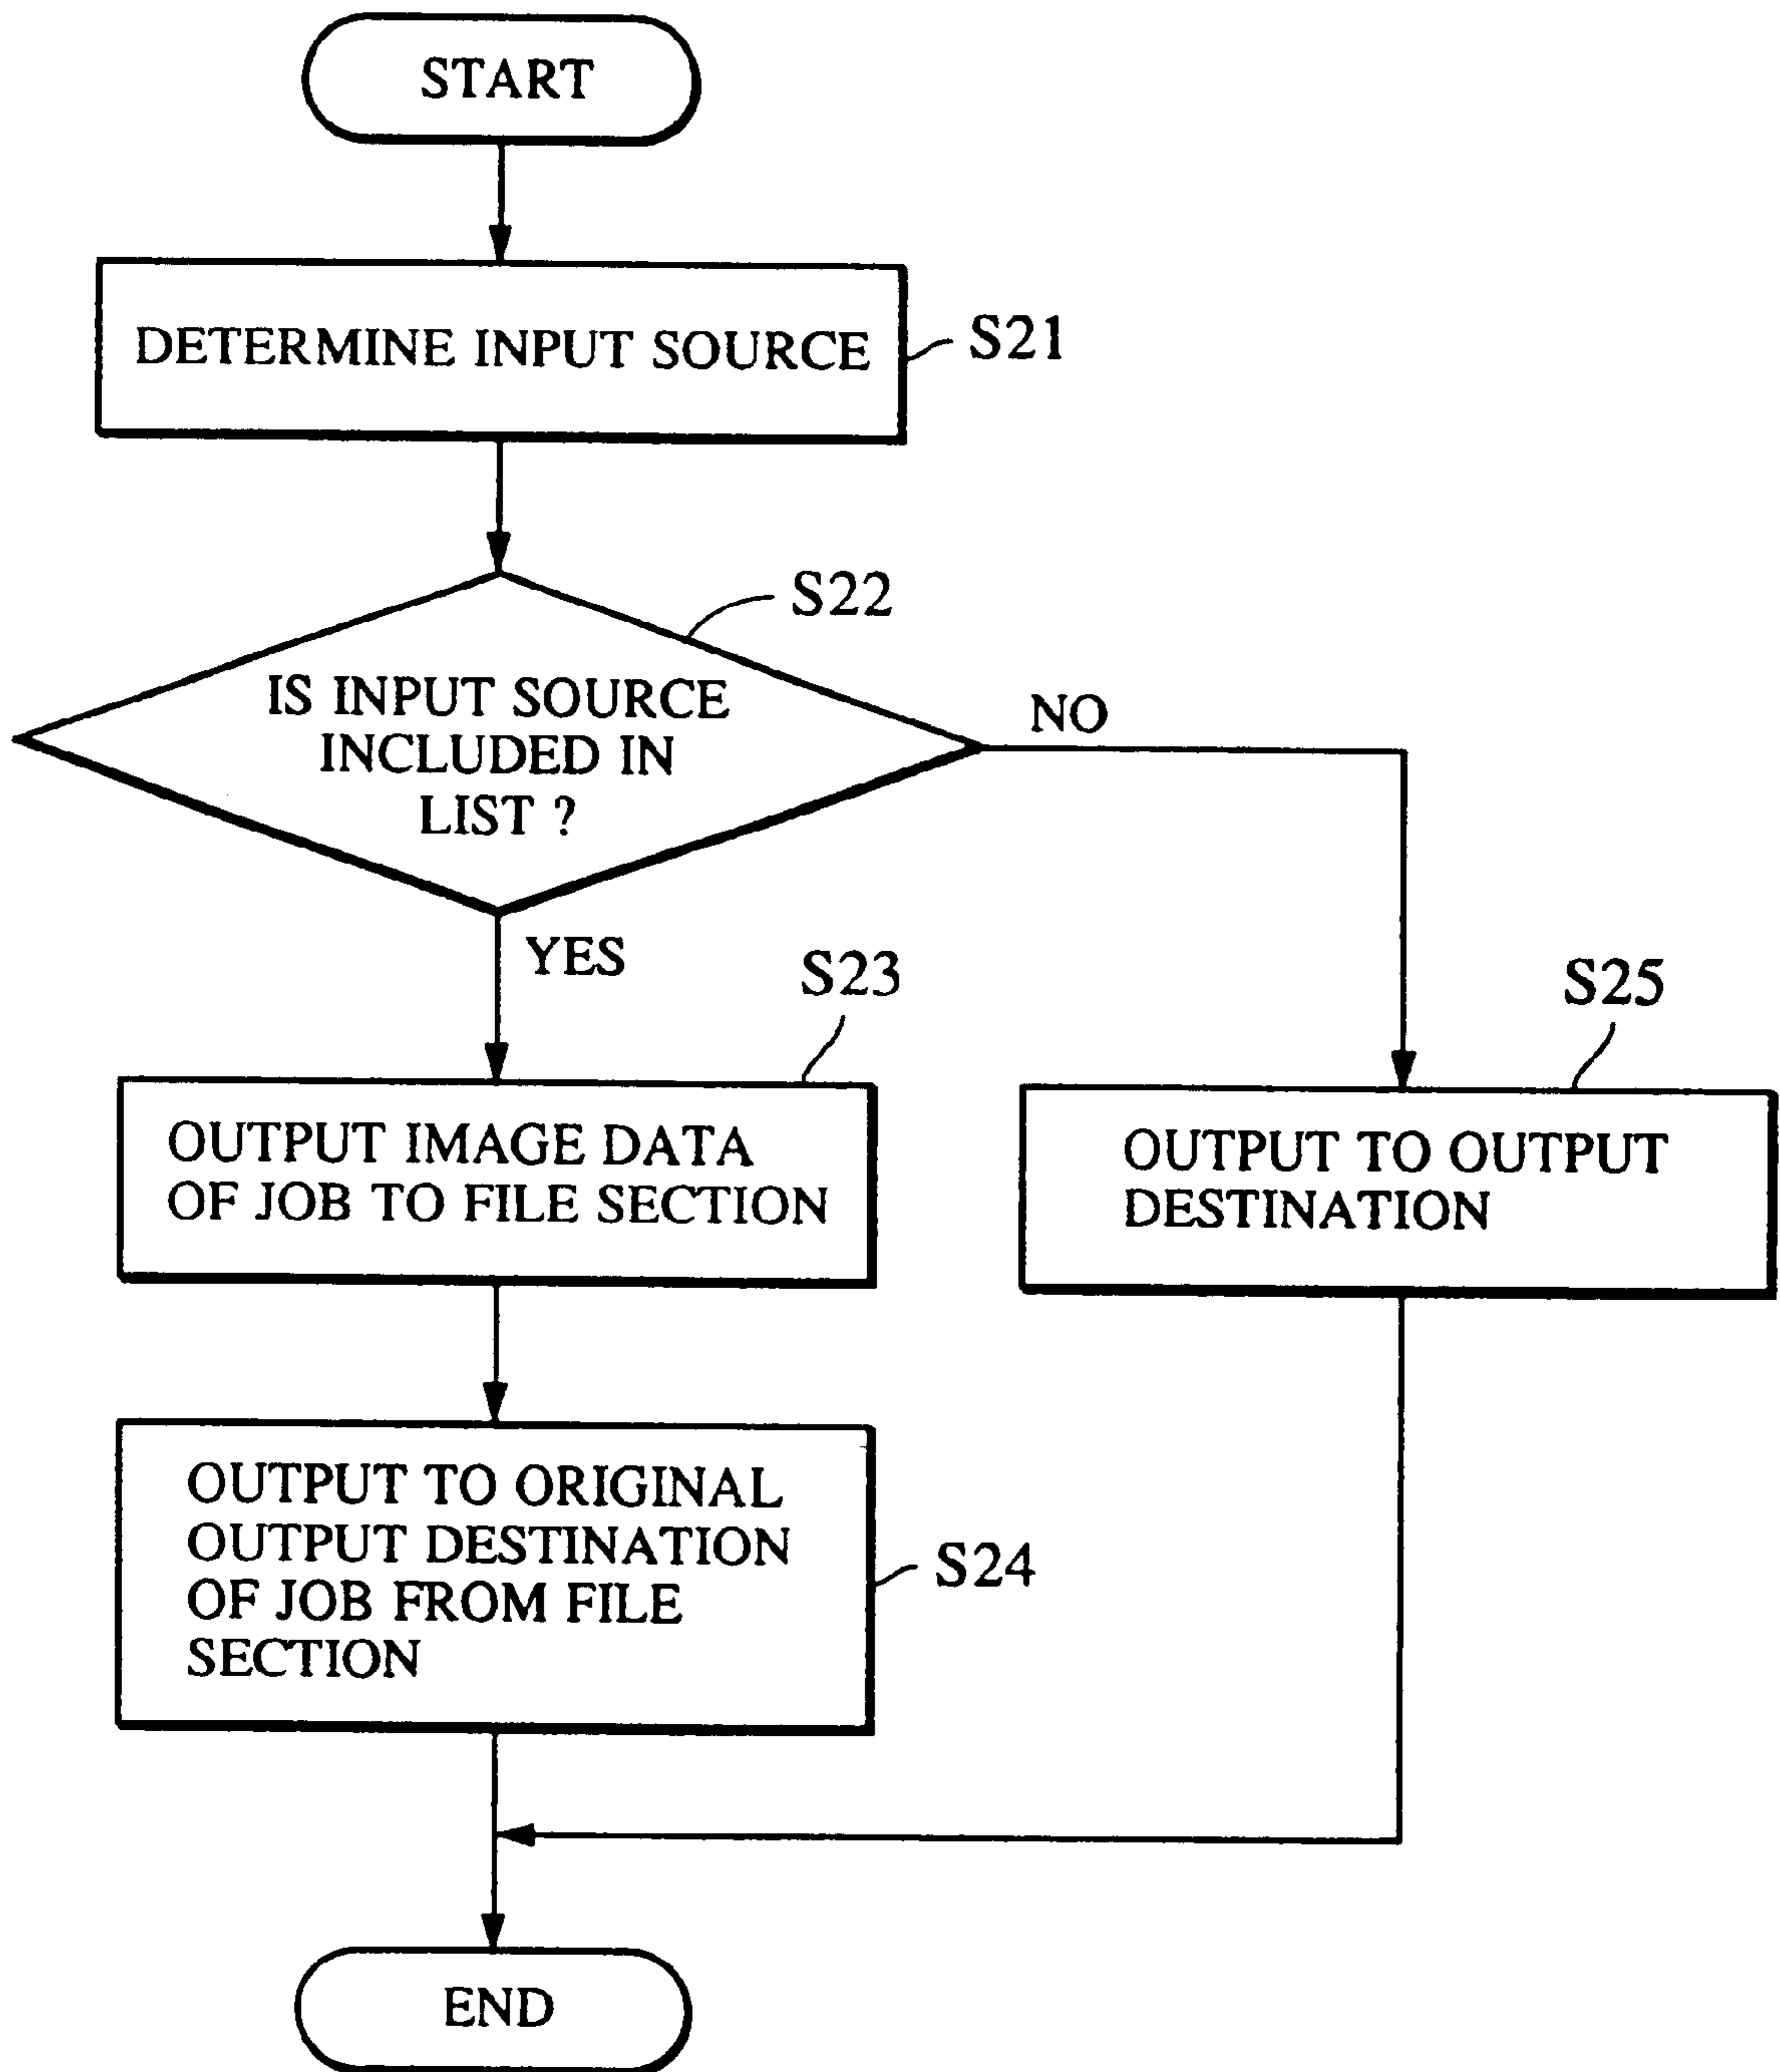 START
DETERMINE INPUT SOURCE
S21
S22
IS INPUT SOURCE
INCLUDED IN
LIST ?
NO
YES
S23
OUTPUT IMAGE DATA
OF JOB TO FILE SECTION
S25
OUTPUT TO OUTPUT
DESTINATION
OUTPUT TO ORIGINAL
OUTPUT DESTINATION
OF JOB FROM FILE
SECTION
S24
END